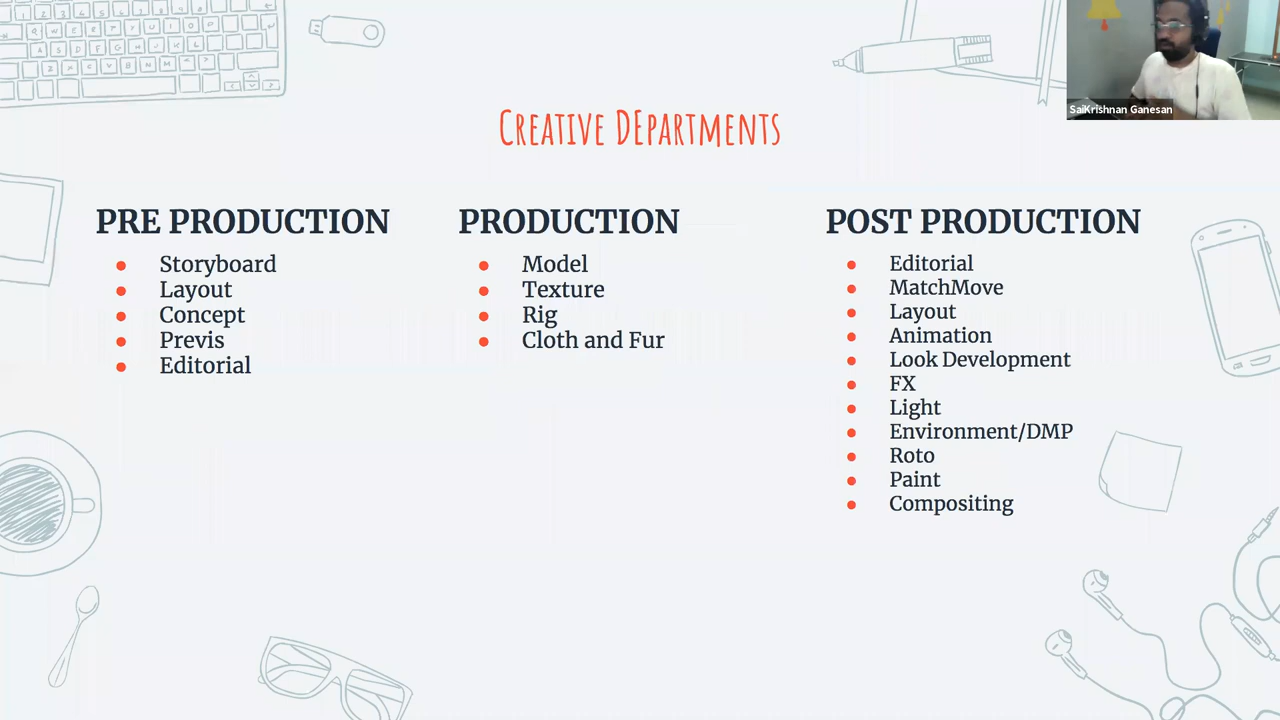 SaiKrishnan Ganesan
CREATIVE DEPARTMENTS
PRE PRODUCTION
Storyboard
Layout
Concept
Previs
Editorial
PRODUCTION
Model
Texture
Rig
Cloth and Fur
POST PRODUCTION
Editorial
MatchMove
Layout
Animation
Look Development
FX
Light
Environment/DMP
Roto
Paint
Compositing